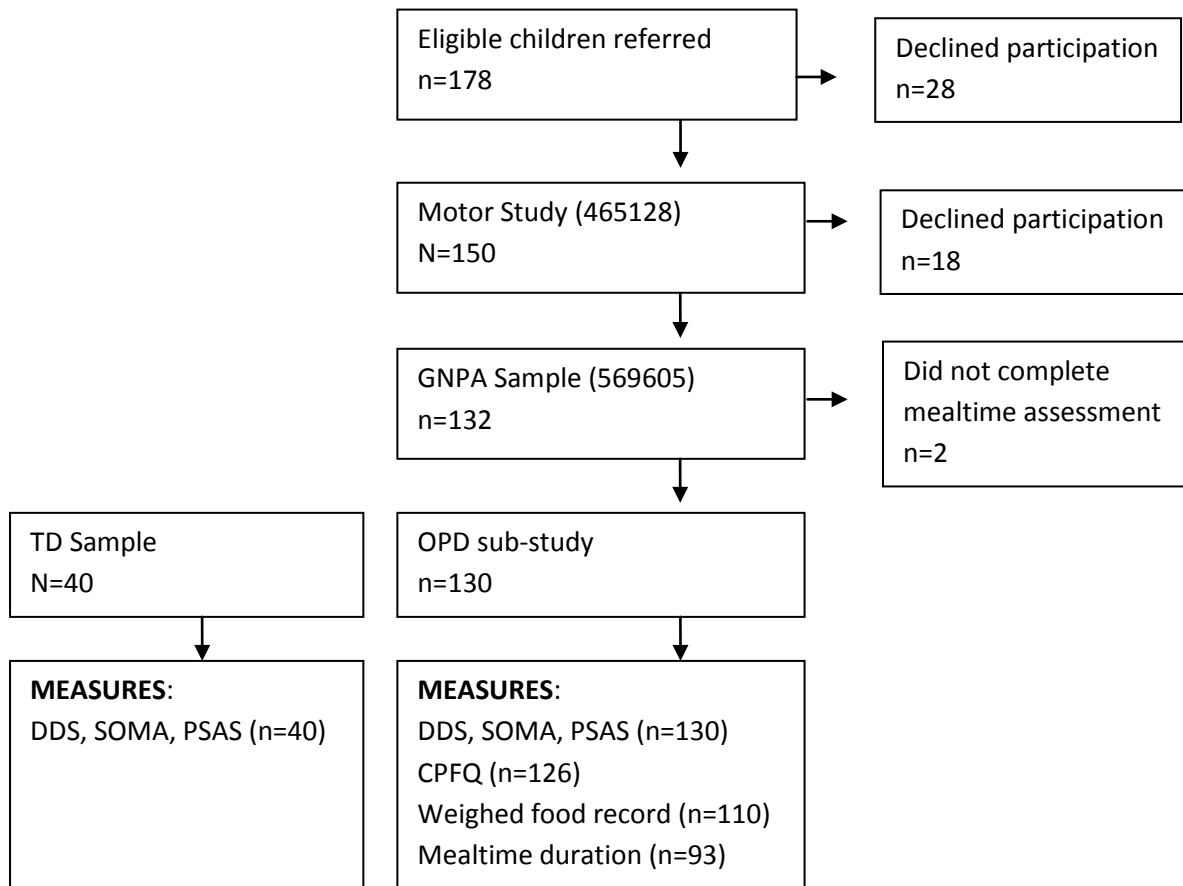 Eligible children referred
n=178
Declined participation
n=28
Motor Study (465128)
N=150
Declined participation
n=18
GNPA Sample (569605)
n=132
Did not complete
mealtime assessment
n=2
TD Sample
N=40
OPD sub-study
n=130
MEASURES:
DDS, SOMA, PSAS (n=40)
MEASURES:
DDS, SOMA, PSAS (n=130)
CPFQ (n=126)
Weighed food record (n=110)
Mealtime duration (n=93)